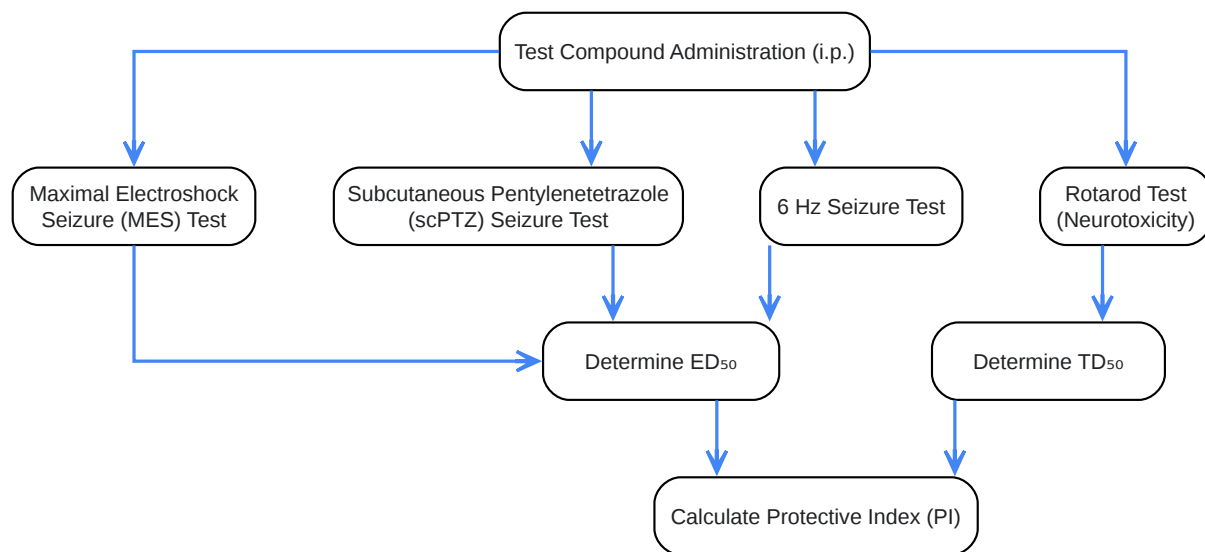 Test Compound Administration (i.p.)
Maximal Electroshock
Seizure (MES) Test
Subcutaneous Pentylenetetrazole
(scPTZ) Seizure Test
6 Hz Seizure Test
Rotarod Test
(Neurotoxicity)
Determine ED₅₀
Determine TD₅₀
Calculate Protective Index (PI)